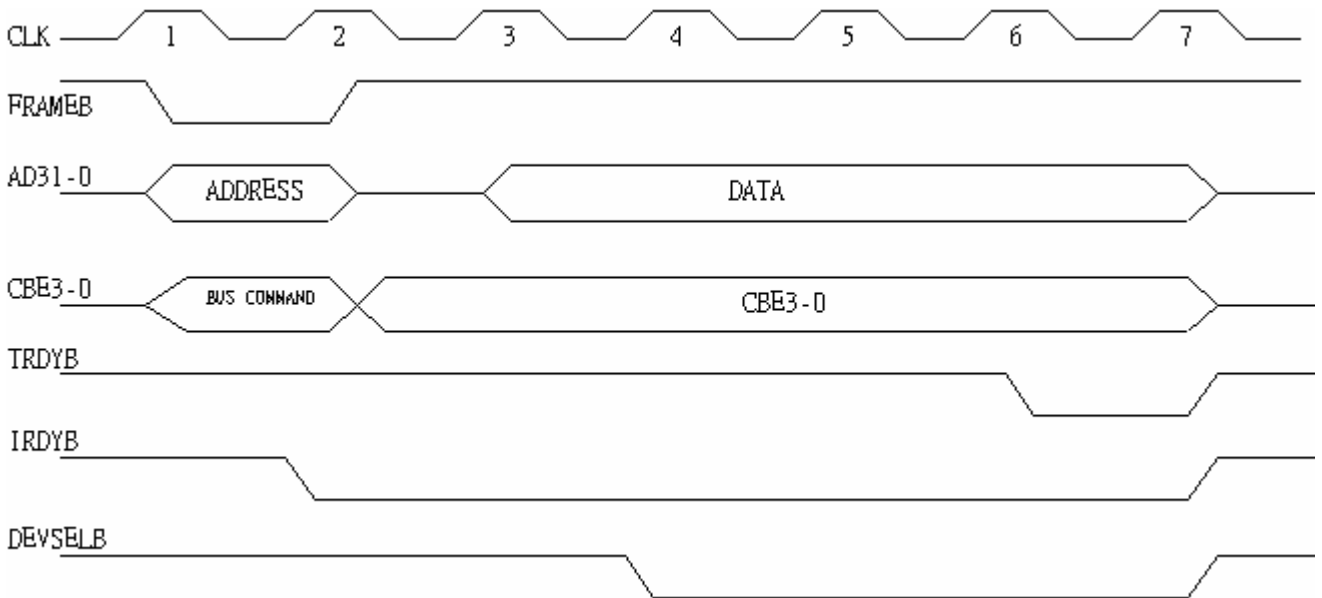 CLK 1 2 3 4 5 6 7
FRAMEB
AD31-0 ADDRESS DATA
CBE3-0 BUS COMMAND CBE3-0
TRDYB
IRDYB
DEVSELB